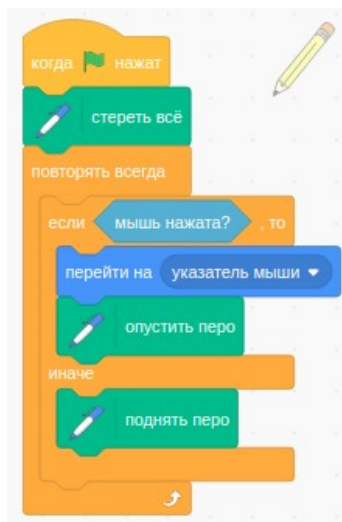 когда нажат
стереть всё
повторять всегда
если мышь нажата? , то
перейти на указатель мыши
опустить перо
иначе
поднять перо